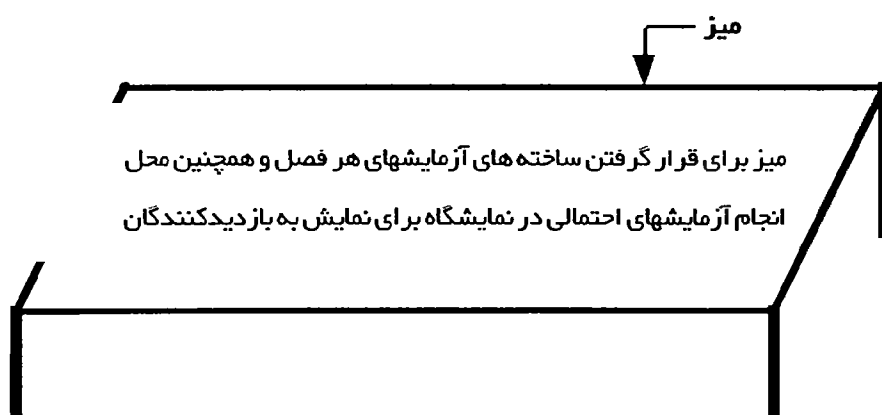 میز
میز برای قرار گرفتن ساخته های آزمایشهای هر فصل و همچنین محل
انجام آزمایشهای احتمالی در نمایشگاه برای نمایش به بازدیدکنندگان